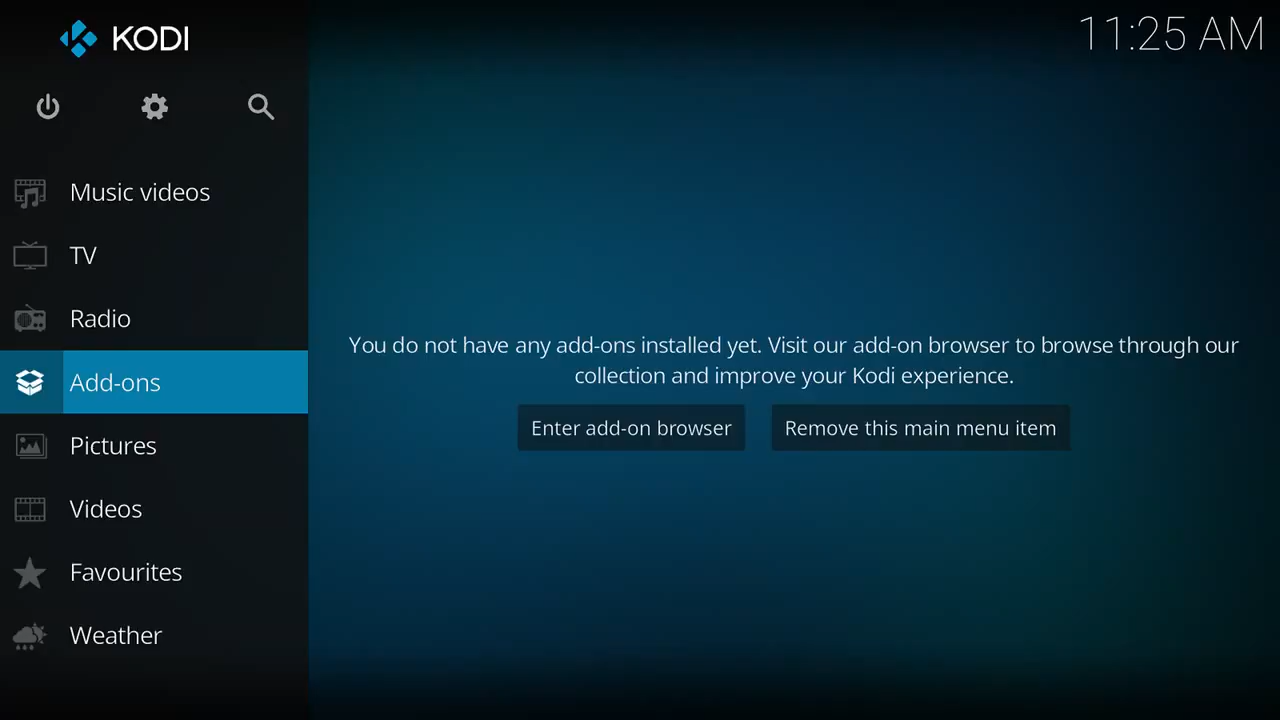 KODI
11:25 AM
Music videos
TV
Radio
Add-ons
Pictures
Videos
Favourites
Weather
You do not have any add-ons installed yet. Visit our add-on browser to browse through our
collection and improve your Kodi experience.
Enter add-on browser
Remove this main menu item